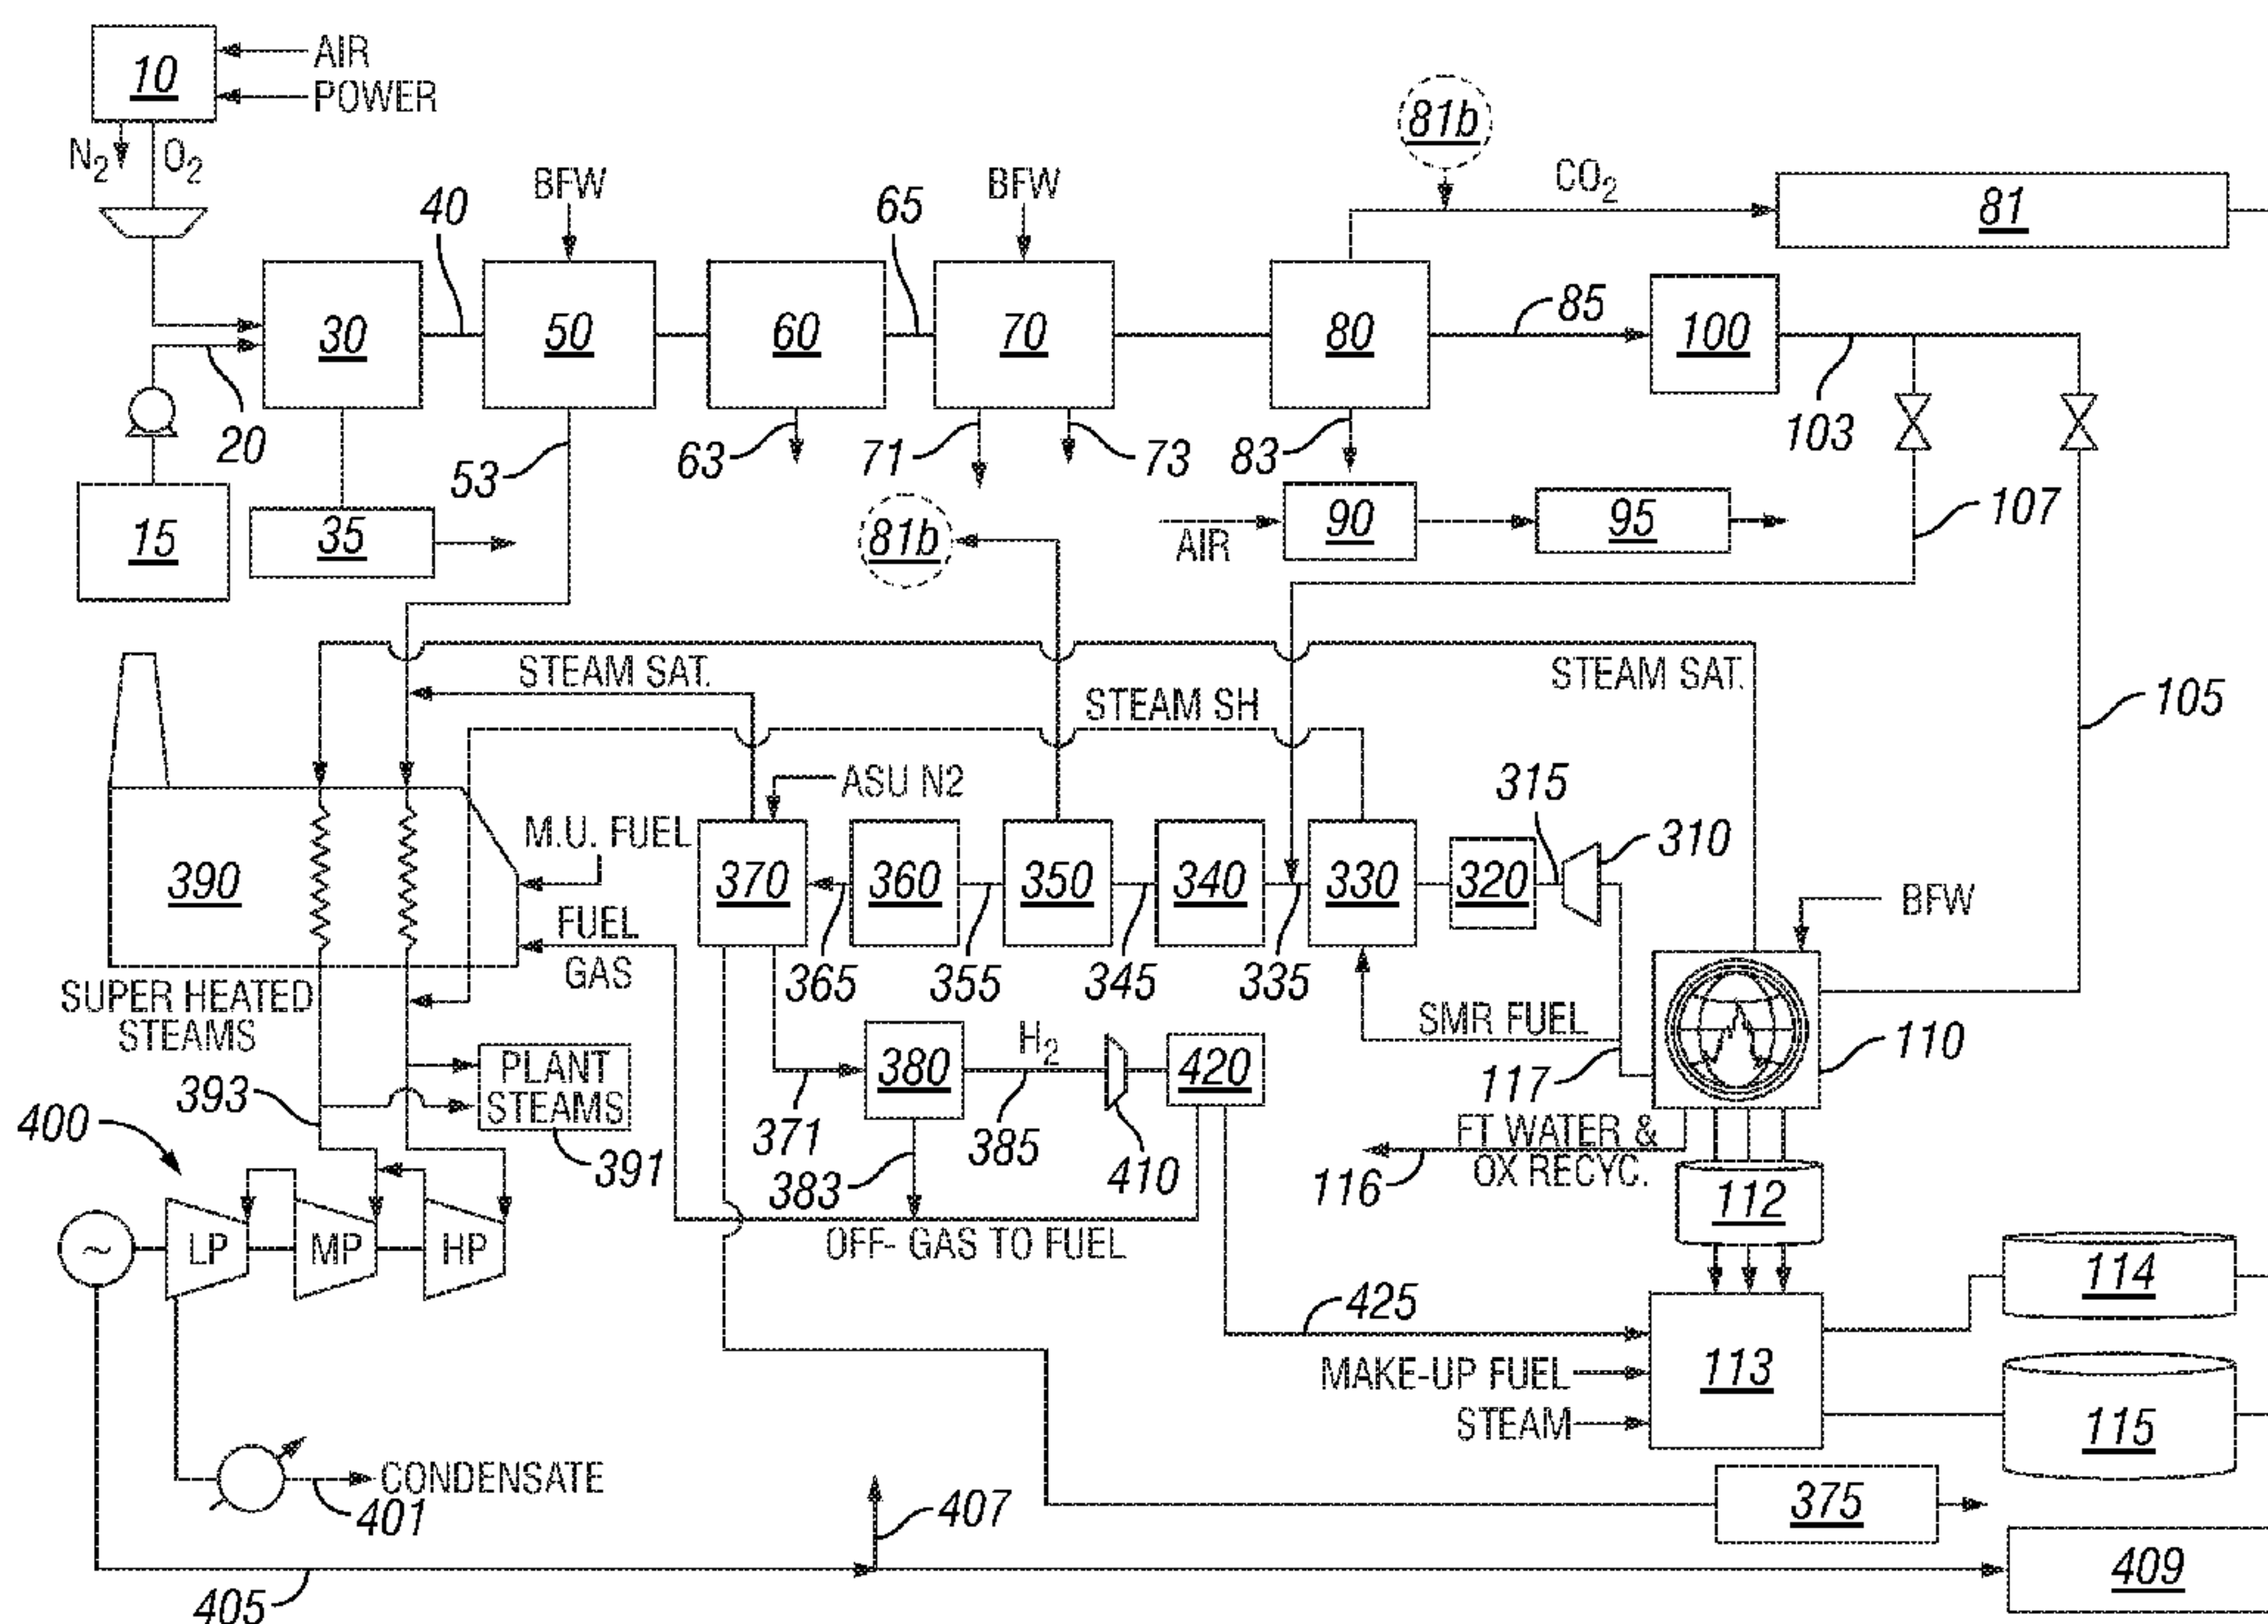 10
AIR
POWER
N2
O2
81b
CO2
81
40
BFW
65
BFW
30
50
60
70
80
85
100
20
53
63
71
73
83
103
107
15
35
81b
AIR
90
95
STEAM SAT.
STEAM SAT.
STEAM SH
105
ASU N2
315
310
M.U. FUEL
390
370
360
350
340
330
320
BFW
FUEL
GAS
365
355
345
335
SUPER HEATED
STEAMS
SMR FUEL
110
PLANT
STEAMS
380
H2
420
117
393
400
371
385
410
FT WATER &
OX RECYC.
391
383
116
112
LP
MP
HP
OFF- GAS TO FUEL
114
425
MAKE-UP FUEL
113
STEAM
115
CONDENSATE
401
407
375
405
409